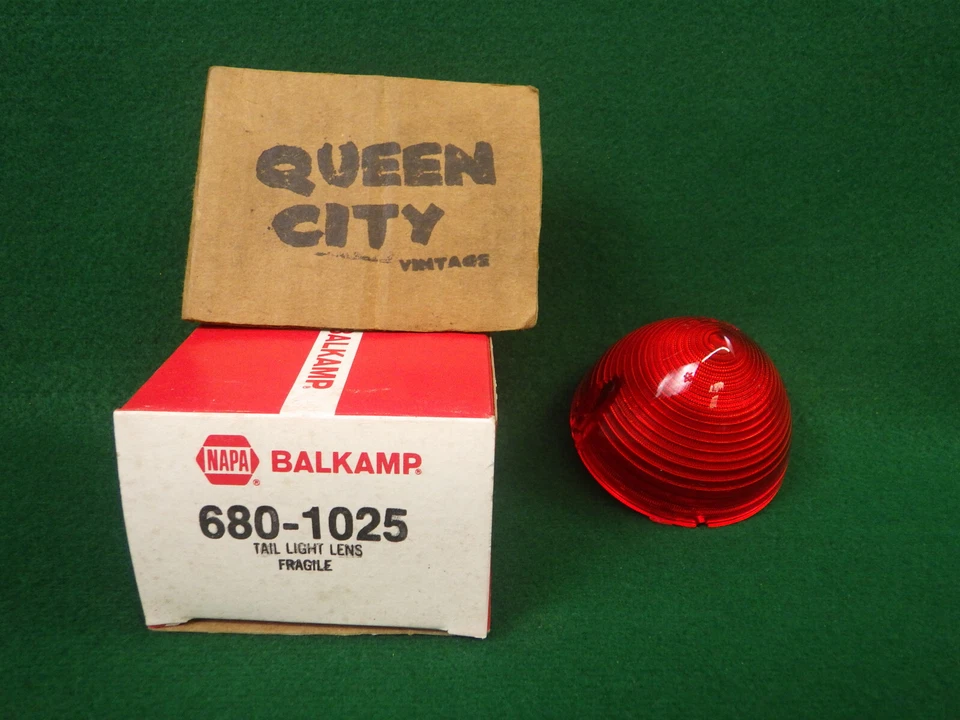 QUEEN
CITY
VINTAGE
BALKAMP
NAPA® BALKAMP®
680-1025
TAIL LIGHT LENS
FRAGILE